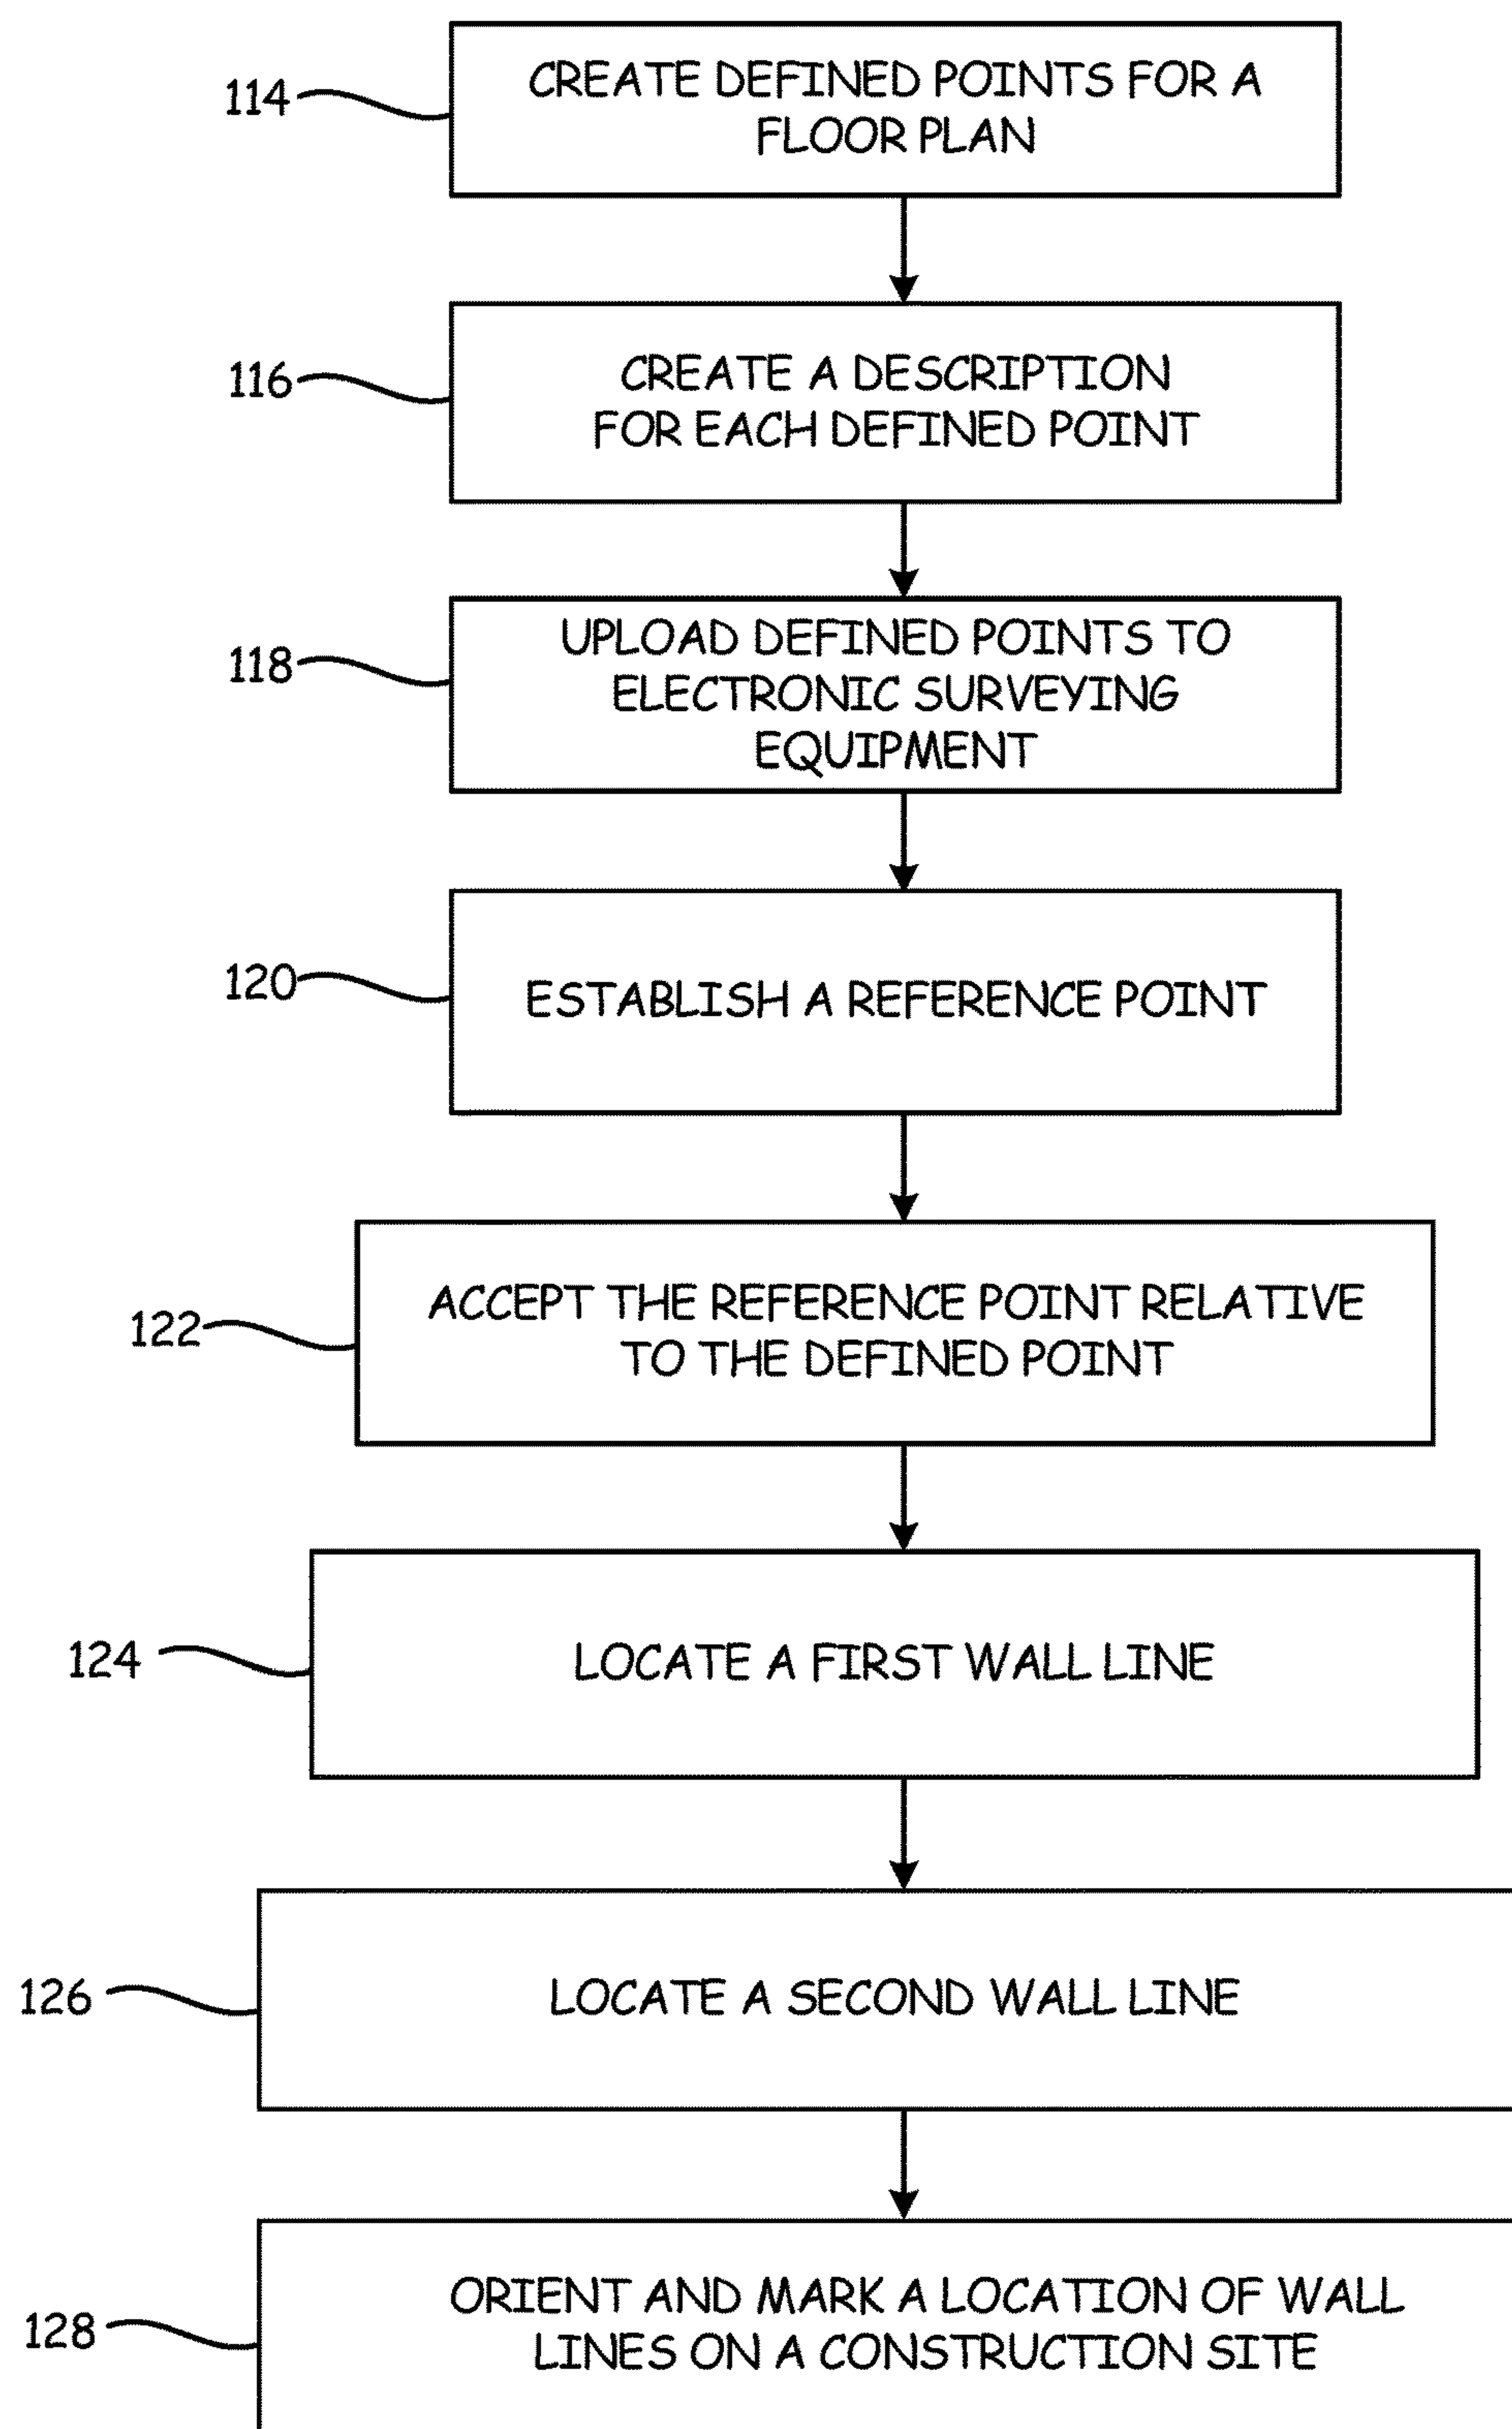 114
CREATE DEFINED POINTS FOR A
FLOOR PLAN
116
CREATE A DESCRIPTION
FOR EACH DEFINED POINT
118
UPLOAD DEFINED POINTS TO
ELECTRONIC SURVEYING
EQUIPMENT
120
ESTABLISH A REFERENCE POINT
122
ACCEPT THE REFERENCE POINT RELATIVE
TO THE DEFINED POINT
124
LOCATE A FIRST WALL LINE
126
LOCATE A SECOND WALL LINE
128
ORIENT AND MARK A LOCATION OF WALL
LINES ON A CONSTRUCTION SITE